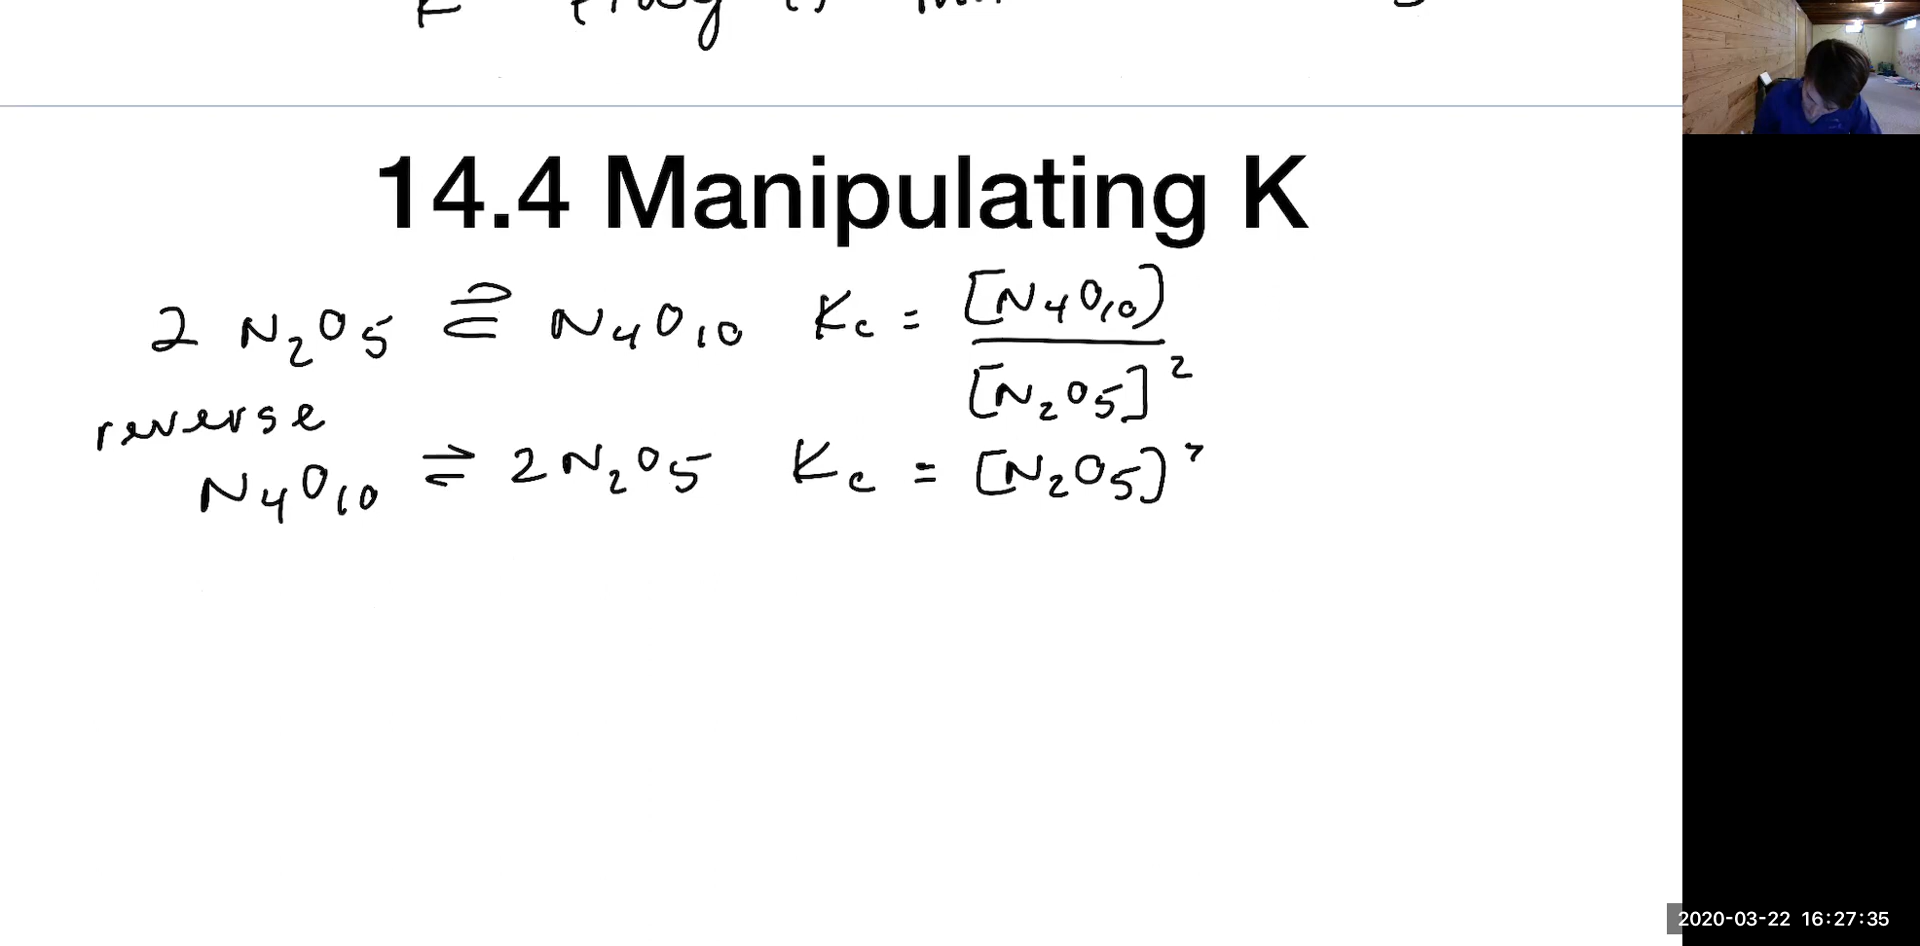 14.4 Manipulating K
2 N₂O₅ ⇌ N₄O₁₀ Kc = [N₄O₁₀) / [N₂O₅]²
reverse
N₄O₁₀ ⇌ 2N₂O₅ Kc = [N₂O₅)
2020-03-22 16:27:35